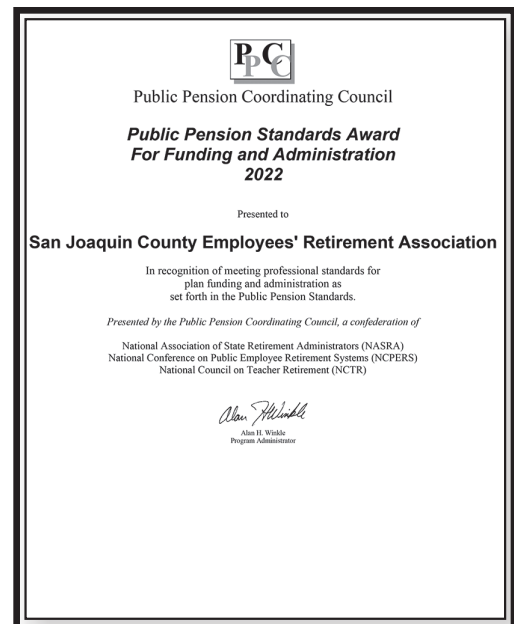 PPCC
Public Pension Coordinating Council
Public Pension Standards Award
For Funding and Administration
2022
Presented to
San Joaquin County Employees' Retirement Association
In recognition of meeting professional standards for
plan funding and administration as
set forth in the Public Pension Standards.
Presented by the Public Pension Coordinating Council, a confederation of
National Association of State Retirement Administrators (NASRA)
National Conference on Public Employee Retirement Systems (NCPERS)
National Council on Teacher Retirement (NCTR)
Alan H Winkle
Alan H. Winkle
Program Administrator